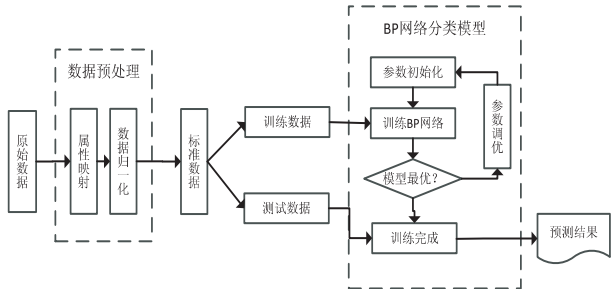 BP网络分类模型
数据预处理
参数初始化
原始数据
属性映射
数据归一化
标准数据
训练数据
训练BP网络
参数调优
模型最优?
测试数据
训练完成
预测结果